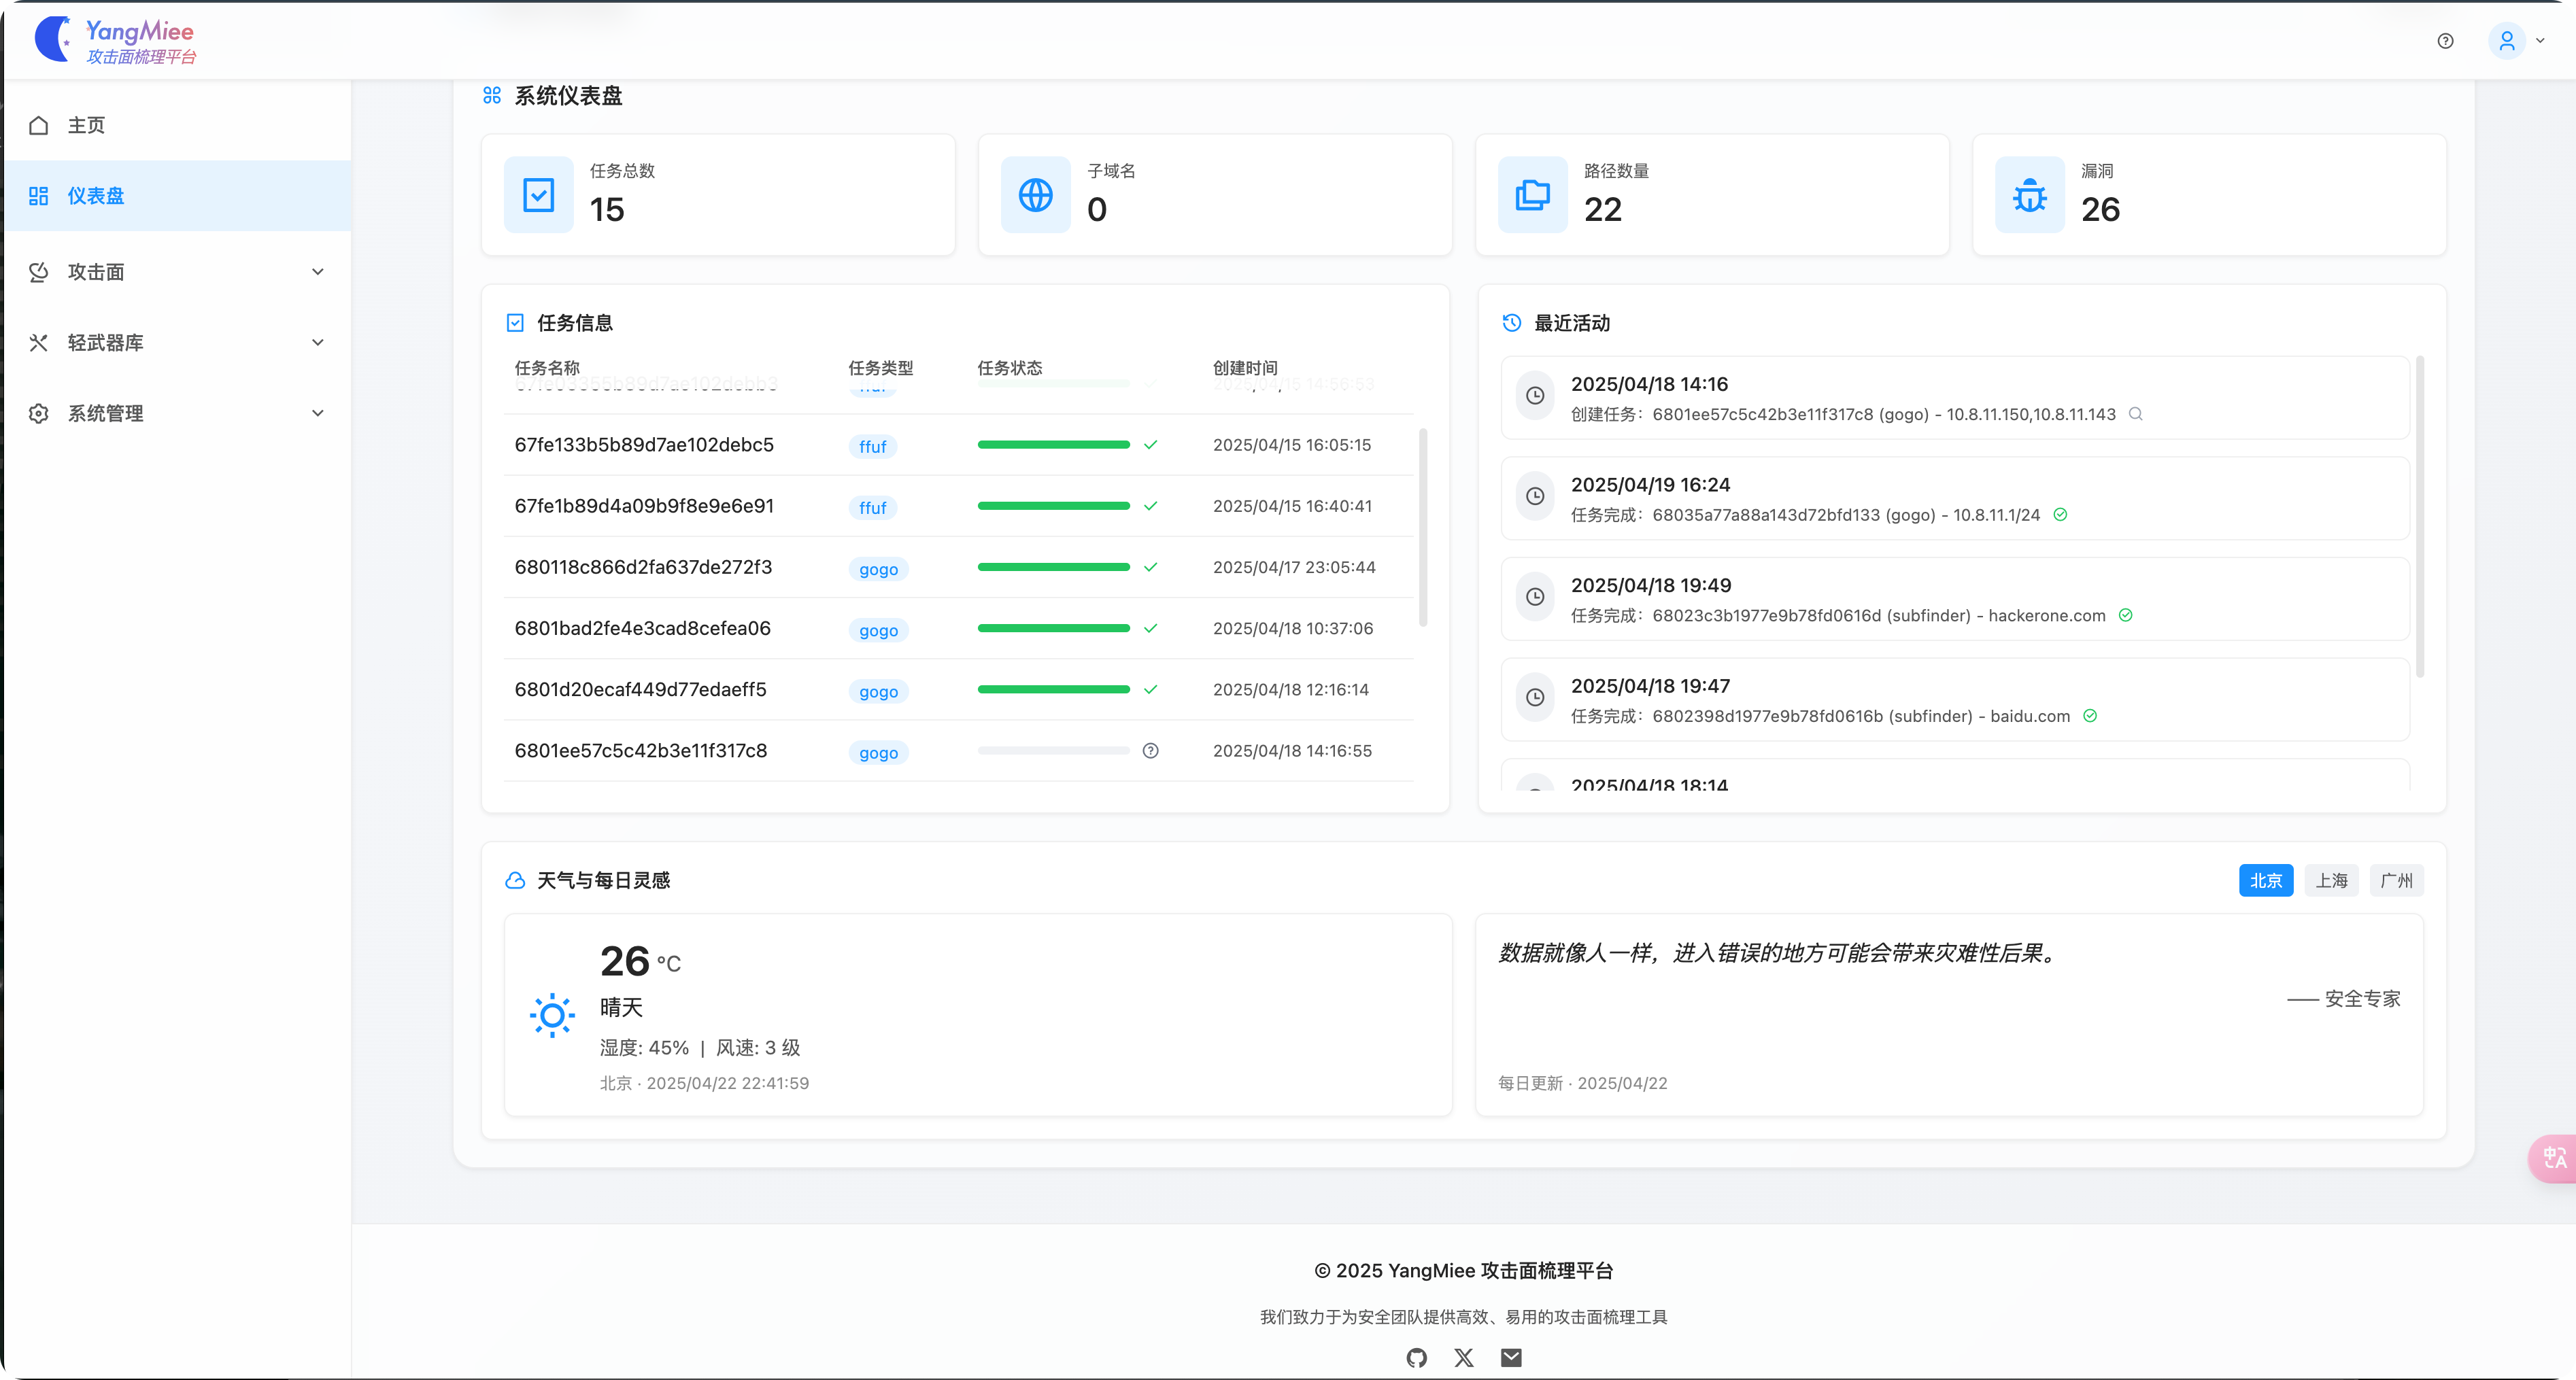 YangMiee
攻击面梳理平台
主页
仪表盘
攻击面
轻武器库
系统管理
系统仪表盘
任务总数
15
子域名
0
路径数量
22
漏洞
26
任务信息
任务名称 任务类型 任务状态 创建时间
67fe03355b89d7ae102debb3 ffuf 2025/04/15 14:56:53
67fe133b5b89d7ae102debc5 ffuf 2025/04/15 16:05:15
67fe1b89d4a09b9f8e9e6e91 ffuf 2025/04/15 16:40:41
680118c866d2fa637de272f3 gogo 2025/04/17 23:05:44
6801bad2fe4e3cad8cefea06 gogo 2025/04/18 10:37:06
6801d20ecaf449d77edaeff5 gogo 2025/04/18 12:16:14
6801ee57c5c42b3e11f317c8 gogo 2025/04/18 14:16:55
最近活动
2025/04/18 14:16
创建任务：6801ee57c5c42b3e11f317c8 (gogo) - 10.8.11.150,10.8.11.143
2025/04/19 16:24
任务完成：68035a77a88a143d72bfd133 (gogo) - 10.8.11.1/24
2025/04/18 19:49
任务完成：68023c3b1977e9b78fd0616d (subfinder) - hackerone.com
2025/04/18 19:47
任务完成：6802398d1977e9b78fd0616b (subfinder) - baidu.com
2025/04/18 18:14
天气与每日灵感
北京 上海 广州
26 °C
晴天
湿度: 45% | 风速: 3 级
北京 · 2025/04/22 22:41:59
数据就像人一样，进入错误的地方可能会带来灾难性后果。
—— 安全专家
每日更新 · 2025/04/22
中A
© 2025 YangMiee 攻击面梳理平台
我们致力于为安全团队提供高效、易用的攻击面梳理工具